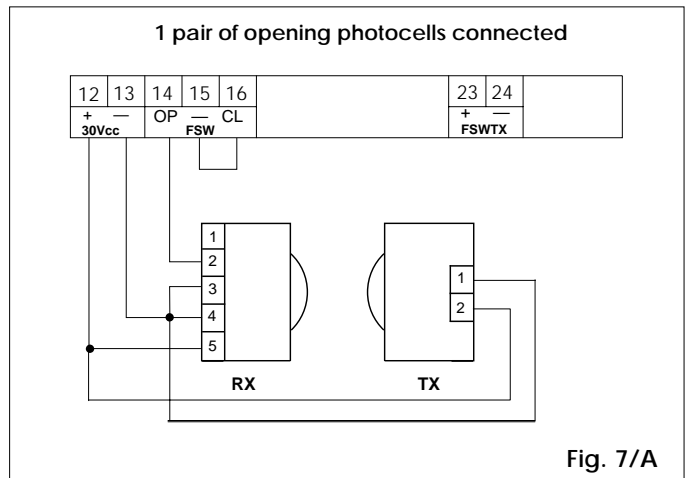 1 pair of opening photocells connected
12 13 14 15 16 23 24
+ — OP — CL + —
30Vcc FSW FSWTX
1
2
3
4
5
1
2
RX TX
Fig. 7/A